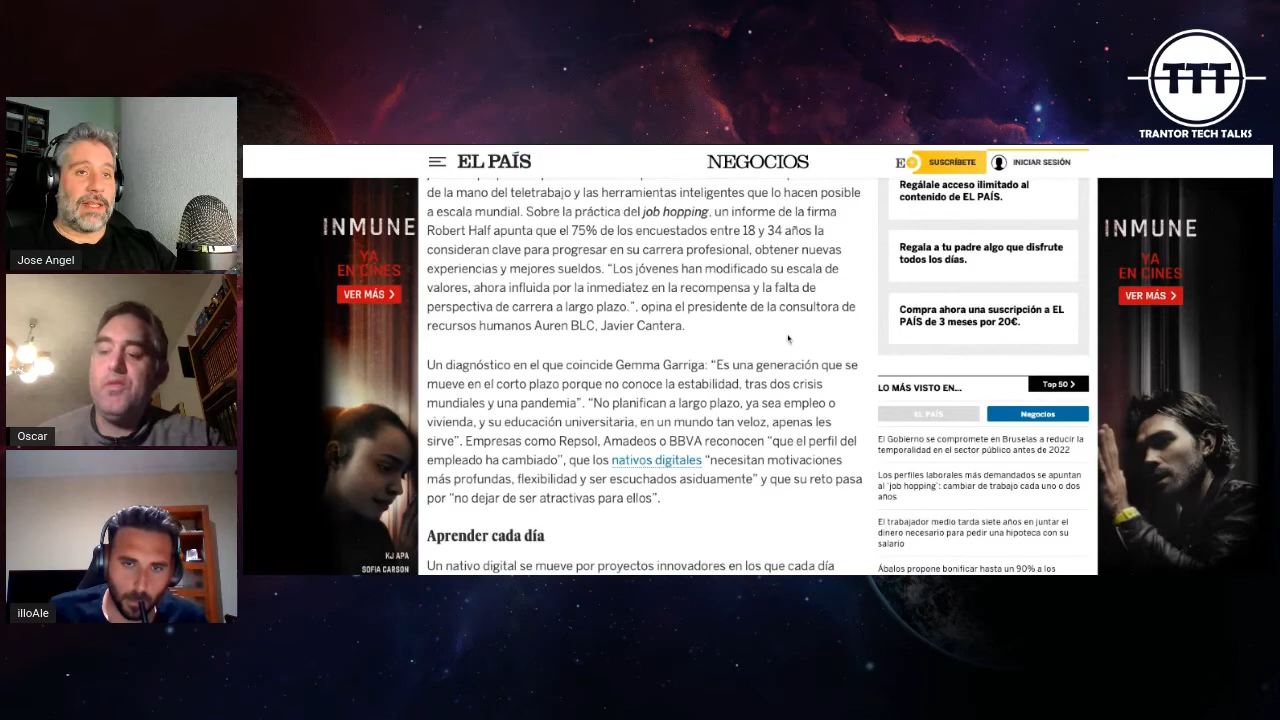 TTT
TRANTOR TECH TALKS
Jose Angel
Oscar
illoAle
EL PAÍS
NEGOCIOS
E+
SUSCRÍBETE
INICIAR SESIÓN
INMUNE
YA
EN CINES
VER MÁS
KJ APA
SOFIA CARSON
de la mano del teletrabajo y las herramientas inteligentes que lo hacen posible
a escala mundial. Sobre la práctica del job hopping, un informe de la firma
Robert Half apunta que el 75% de los encuestados entre 18 y 34 años la
consideran clave para progresar en su carrera profesional, obtener nuevas
experiencias y mejores sueldos. “Los jóvenes han modificado su escala de
valores, ahora influida por la inmediatez en la recompensa y la falta de
perspectiva de carrera a largo plazo.”, opina el presidente de la consultora de
recursos humanos Auren BLC, Javier Cantera.
Un diagnóstico en el que coincide Gemma Garriga: “Es una generación que se
mueve en el corto plazo porque no conoce la estabilidad, tras dos crisis
mundiales y una pandemia”. “No planifican a largo plazo, ya sea empleo o
vivienda, y su educación universitaria, en un mundo tan veloz, apenas les
sirve”. Empresas como Repsol, Amadeus o BBVA reconocen “que el perfil del
empleado ha cambiado”, que los nativos digitales “necesitan motivaciones
más profundas, flexibilidad y ser escuchados asiduamente” y que su reto pasa
por “no dejar de ser atractivas para ellos”.
Aprender cada día
Un nativo digital se mueve por proyectos innovadores en los que cada día
Regálale acceso ilimitado al
contenido de EL PAÍS.
Regala a tu padre algo que disfrute
todos los días.
Compra ahora una suscripción a EL
PAÍS de 3 meses por 20€.
LO MÁS VISTO EN...
Top 50
EL PAÍS
Negocios
El Gobierno se compromete en Bruselas a reducir la
temporalidad en el sector público antes de 2022
Los perfiles laborales más demandados se apuntan
al ‘job hopping’: cambiar de trabajo cada uno o dos
años
El trabajador medio tarda siete años en juntar el
dinero necesario para pedir una hipoteca con su
salario
Ábalos propone bonificar hasta un 90% a los
INMUNE
YA
EN CINES
VER MÁS